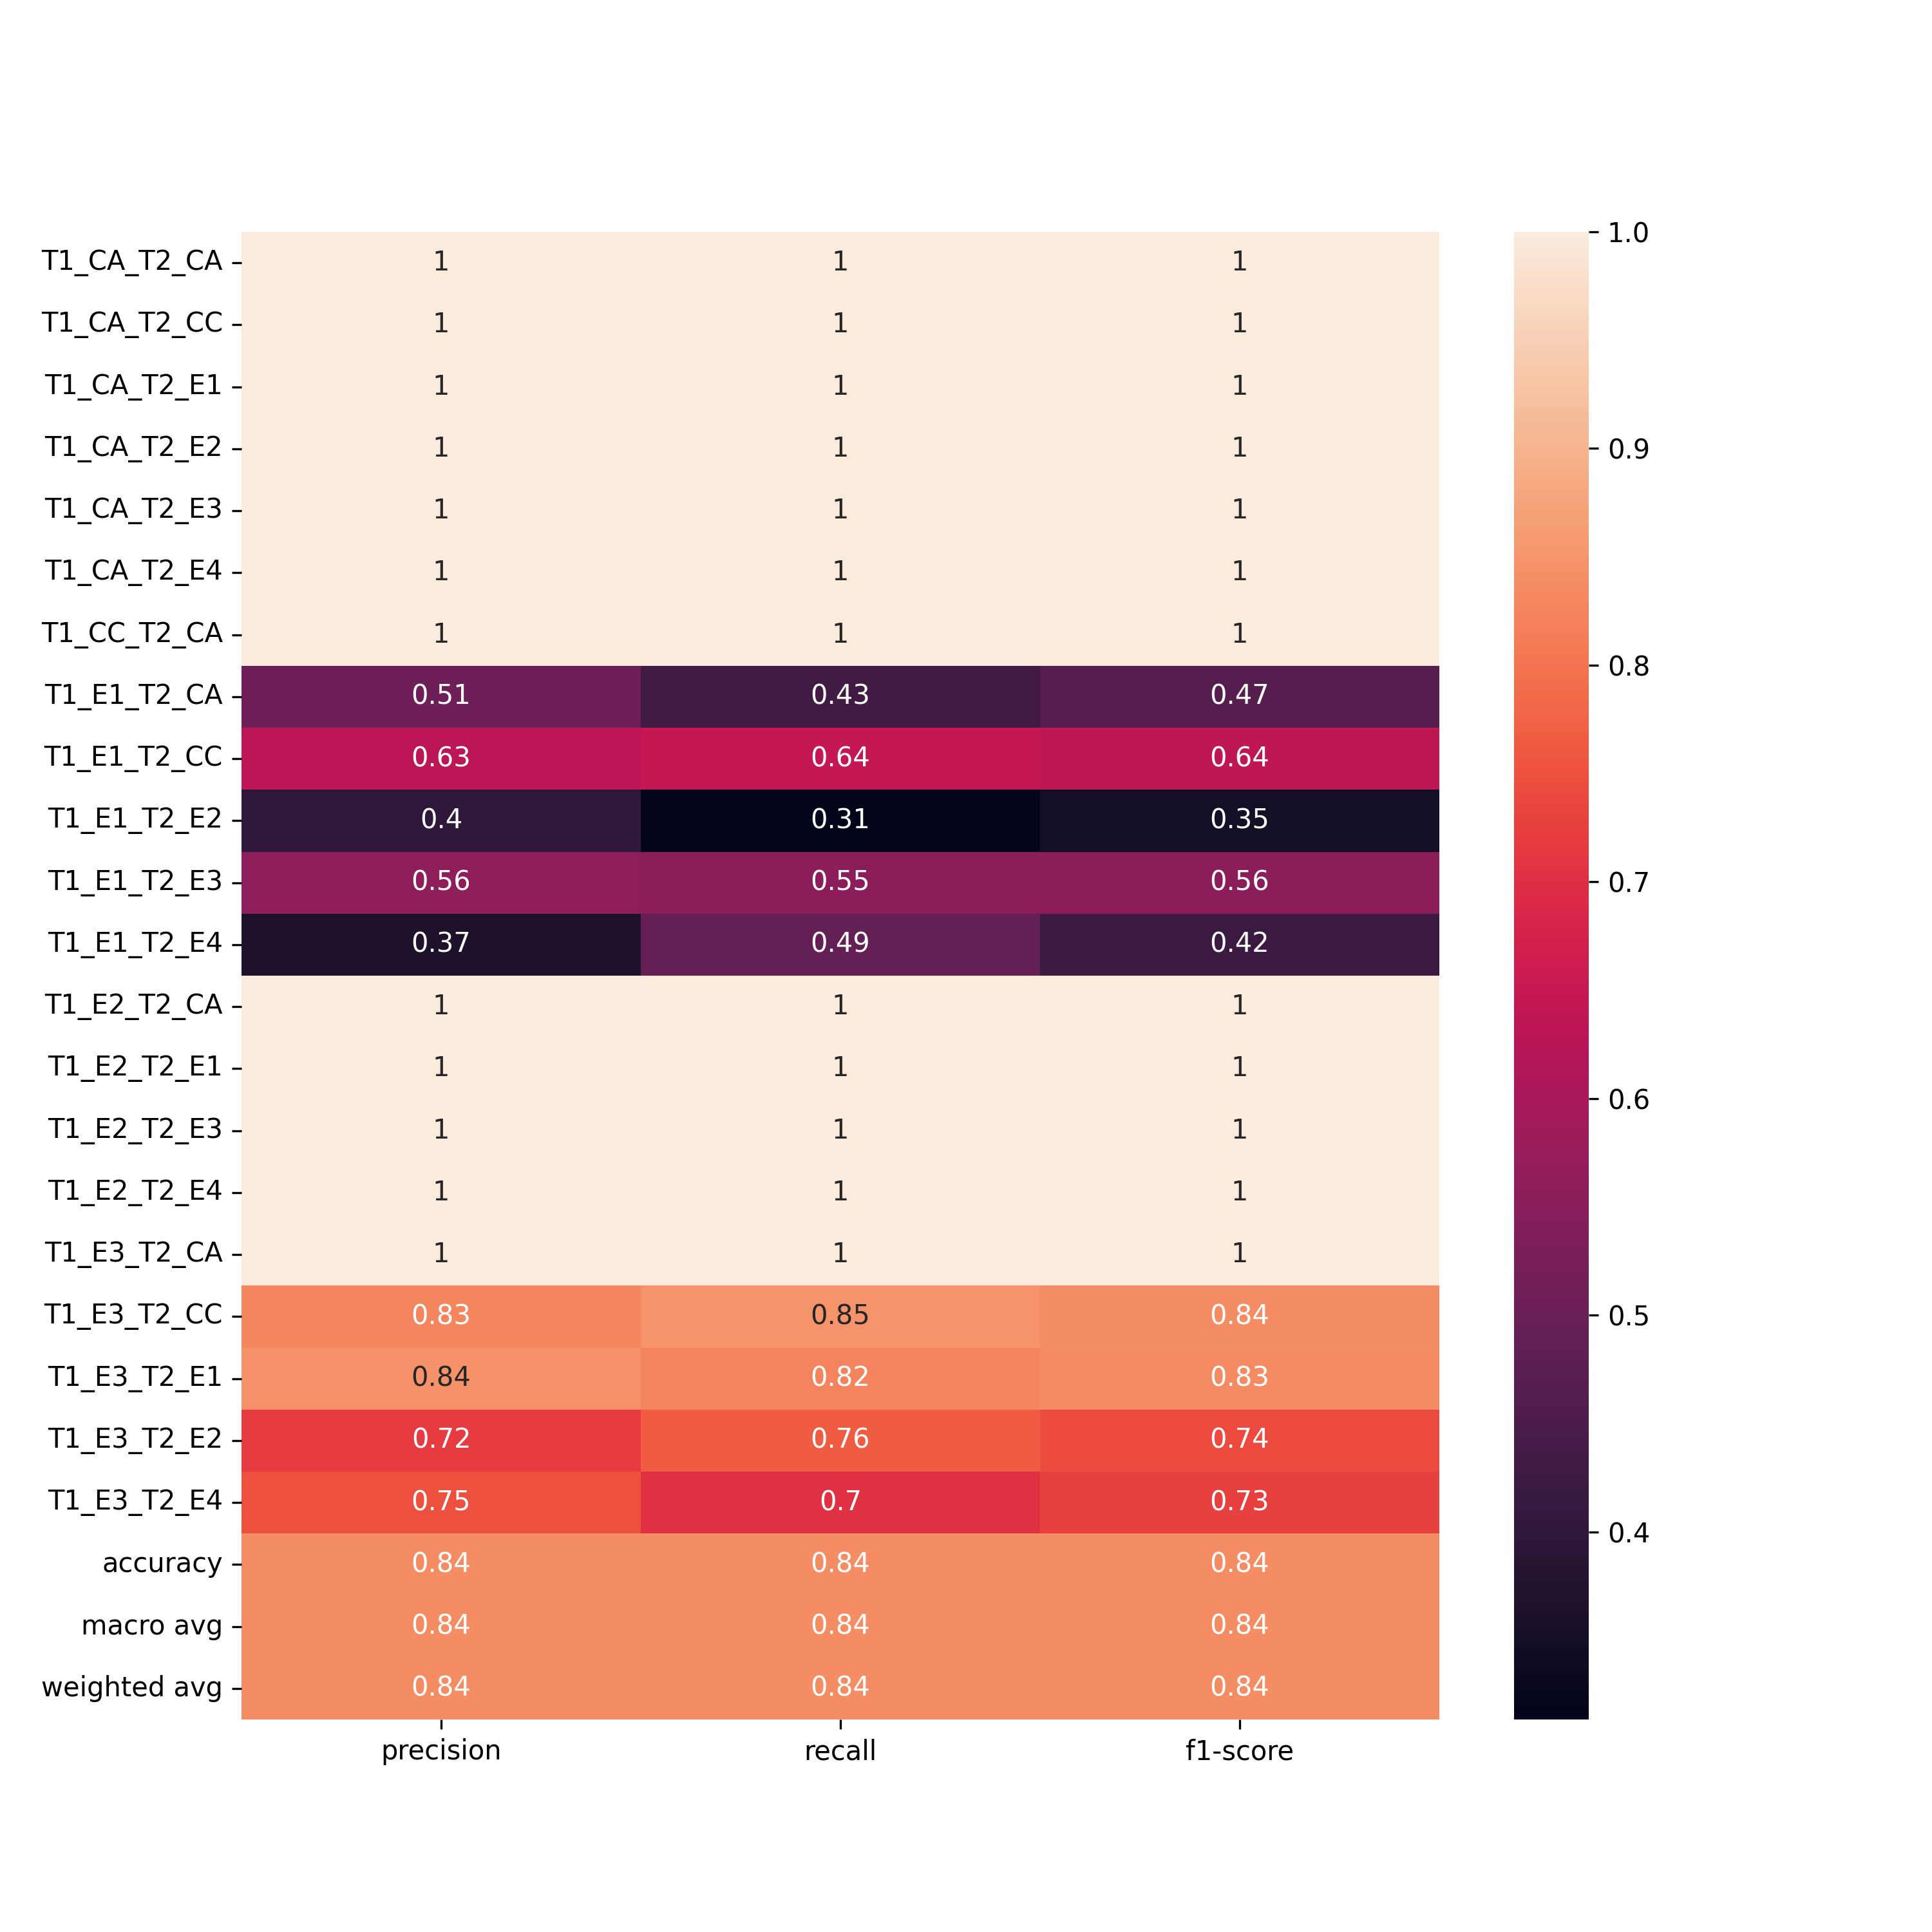 T1_CA_T2_CA 1 1 1 1.0
T1_CA_T2_CC 1 1 1
T1_CA_T2_E1 1 1 1
T1_CA_T2_E2 1 1 1 0.9
T1_CA_T2_E3 1 1 1
T1_CA_T2_E4 1 1 1
T1_CC_T2_CA 1 1 1 0.8
T1_E1_T2_CA 0.51 0.43 0.47
T1_E1_T2_CC 0.63 0.64 0.64
T1_E1_T2_E2 0.4 0.31 0.35
T1_E1_T2_E3 0.56 0.55 0.56 0.7
T1_E1_T2_E4 0.37 0.49 0.42
T1_E2_T2_CA 1 1 1
T1_E2_T2_E1 1 1 1 0.6
T1_E2_T2_E3 1 1 1
T1_E2_T2_E4 1 1 1
T1_E3_T2_CA 1 1 1
T1_E3_T2_CC 0.83 0.85 0.84 0.5
T1_E3_T2_E1 0.84 0.82 0.83
T1_E3_T2_E2 0.72 0.76 0.74
T1_E3_T2_E4 0.75 0.7 0.73 0.4
accuracy 0.84 0.84 0.84
macro avg 0.84 0.84 0.84
weighted avg 0.84 0.84 0.84
precision recall f1-score